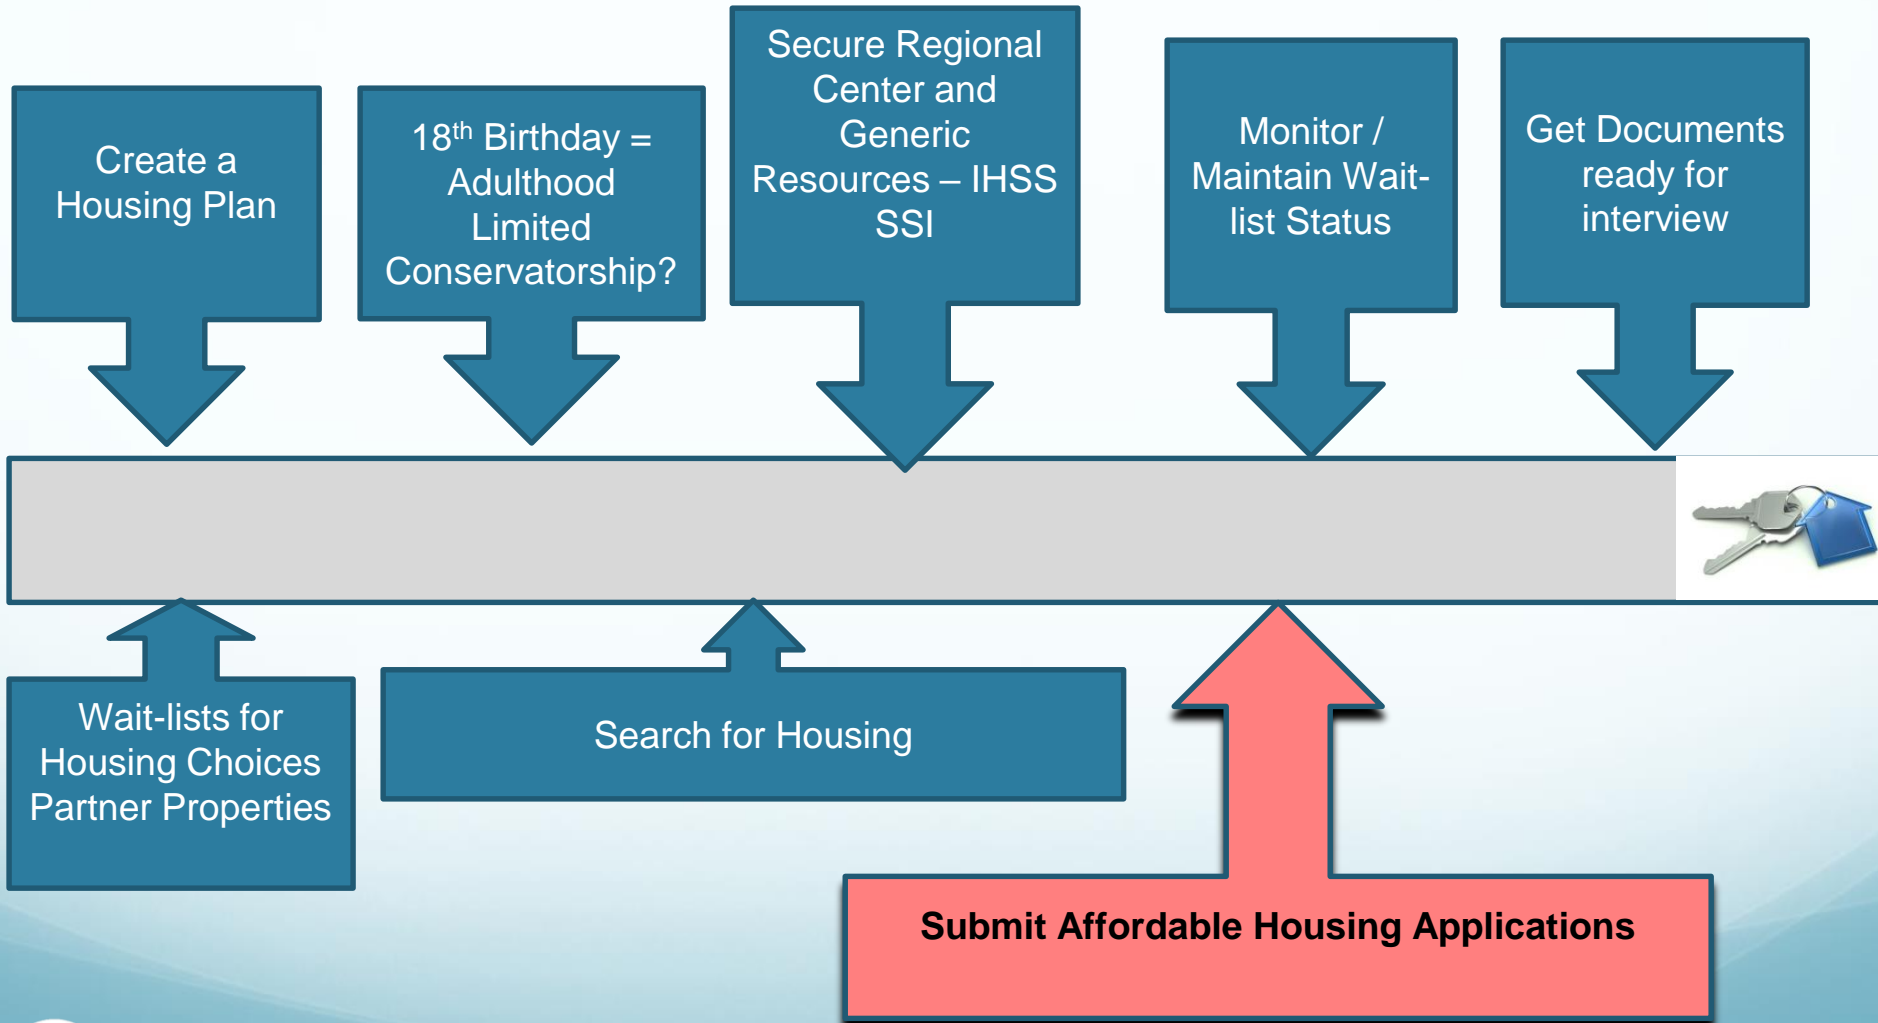 Create a
Housing Plan
18th Birthday =
Adulthood
Limited
Conservatorship?
Secure Regional
Center and
Generic
Resources – IHSS
SSI
Monitor /
Maintain Wait-
list Status
Get Documents
ready for
interview
Wait-lists for
Housing Choices
Partner Properties
Search for Housing
Submit Affordable Housing Applications